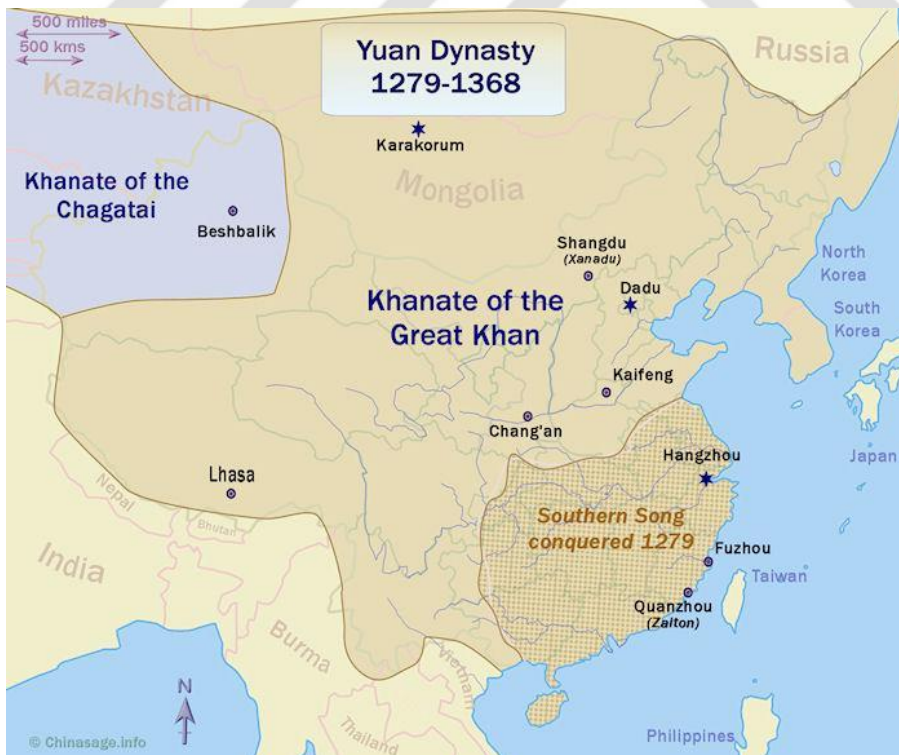 500 miles
500 kms
Yuan Dynasty
1279-1368
Russia
Kazakhstan
Karakorum
Mongolia
Khanate of the
Chagatai
Beshbalik
Shangdu
(Xanadu)
North
Korea
Dadu
South
Korea
Khanate of the
Great Khan
Kaifeng
Chang'an
Hangzhou
Japan
Lhasa
Nepal
Southern Song
conquered 1279
Bhutan
Fuzhou
India
Taiwan
Quanzhou
(Zaiton)
Burma
Vietnam
N
Thailand
Philippines
© Chinasage.info